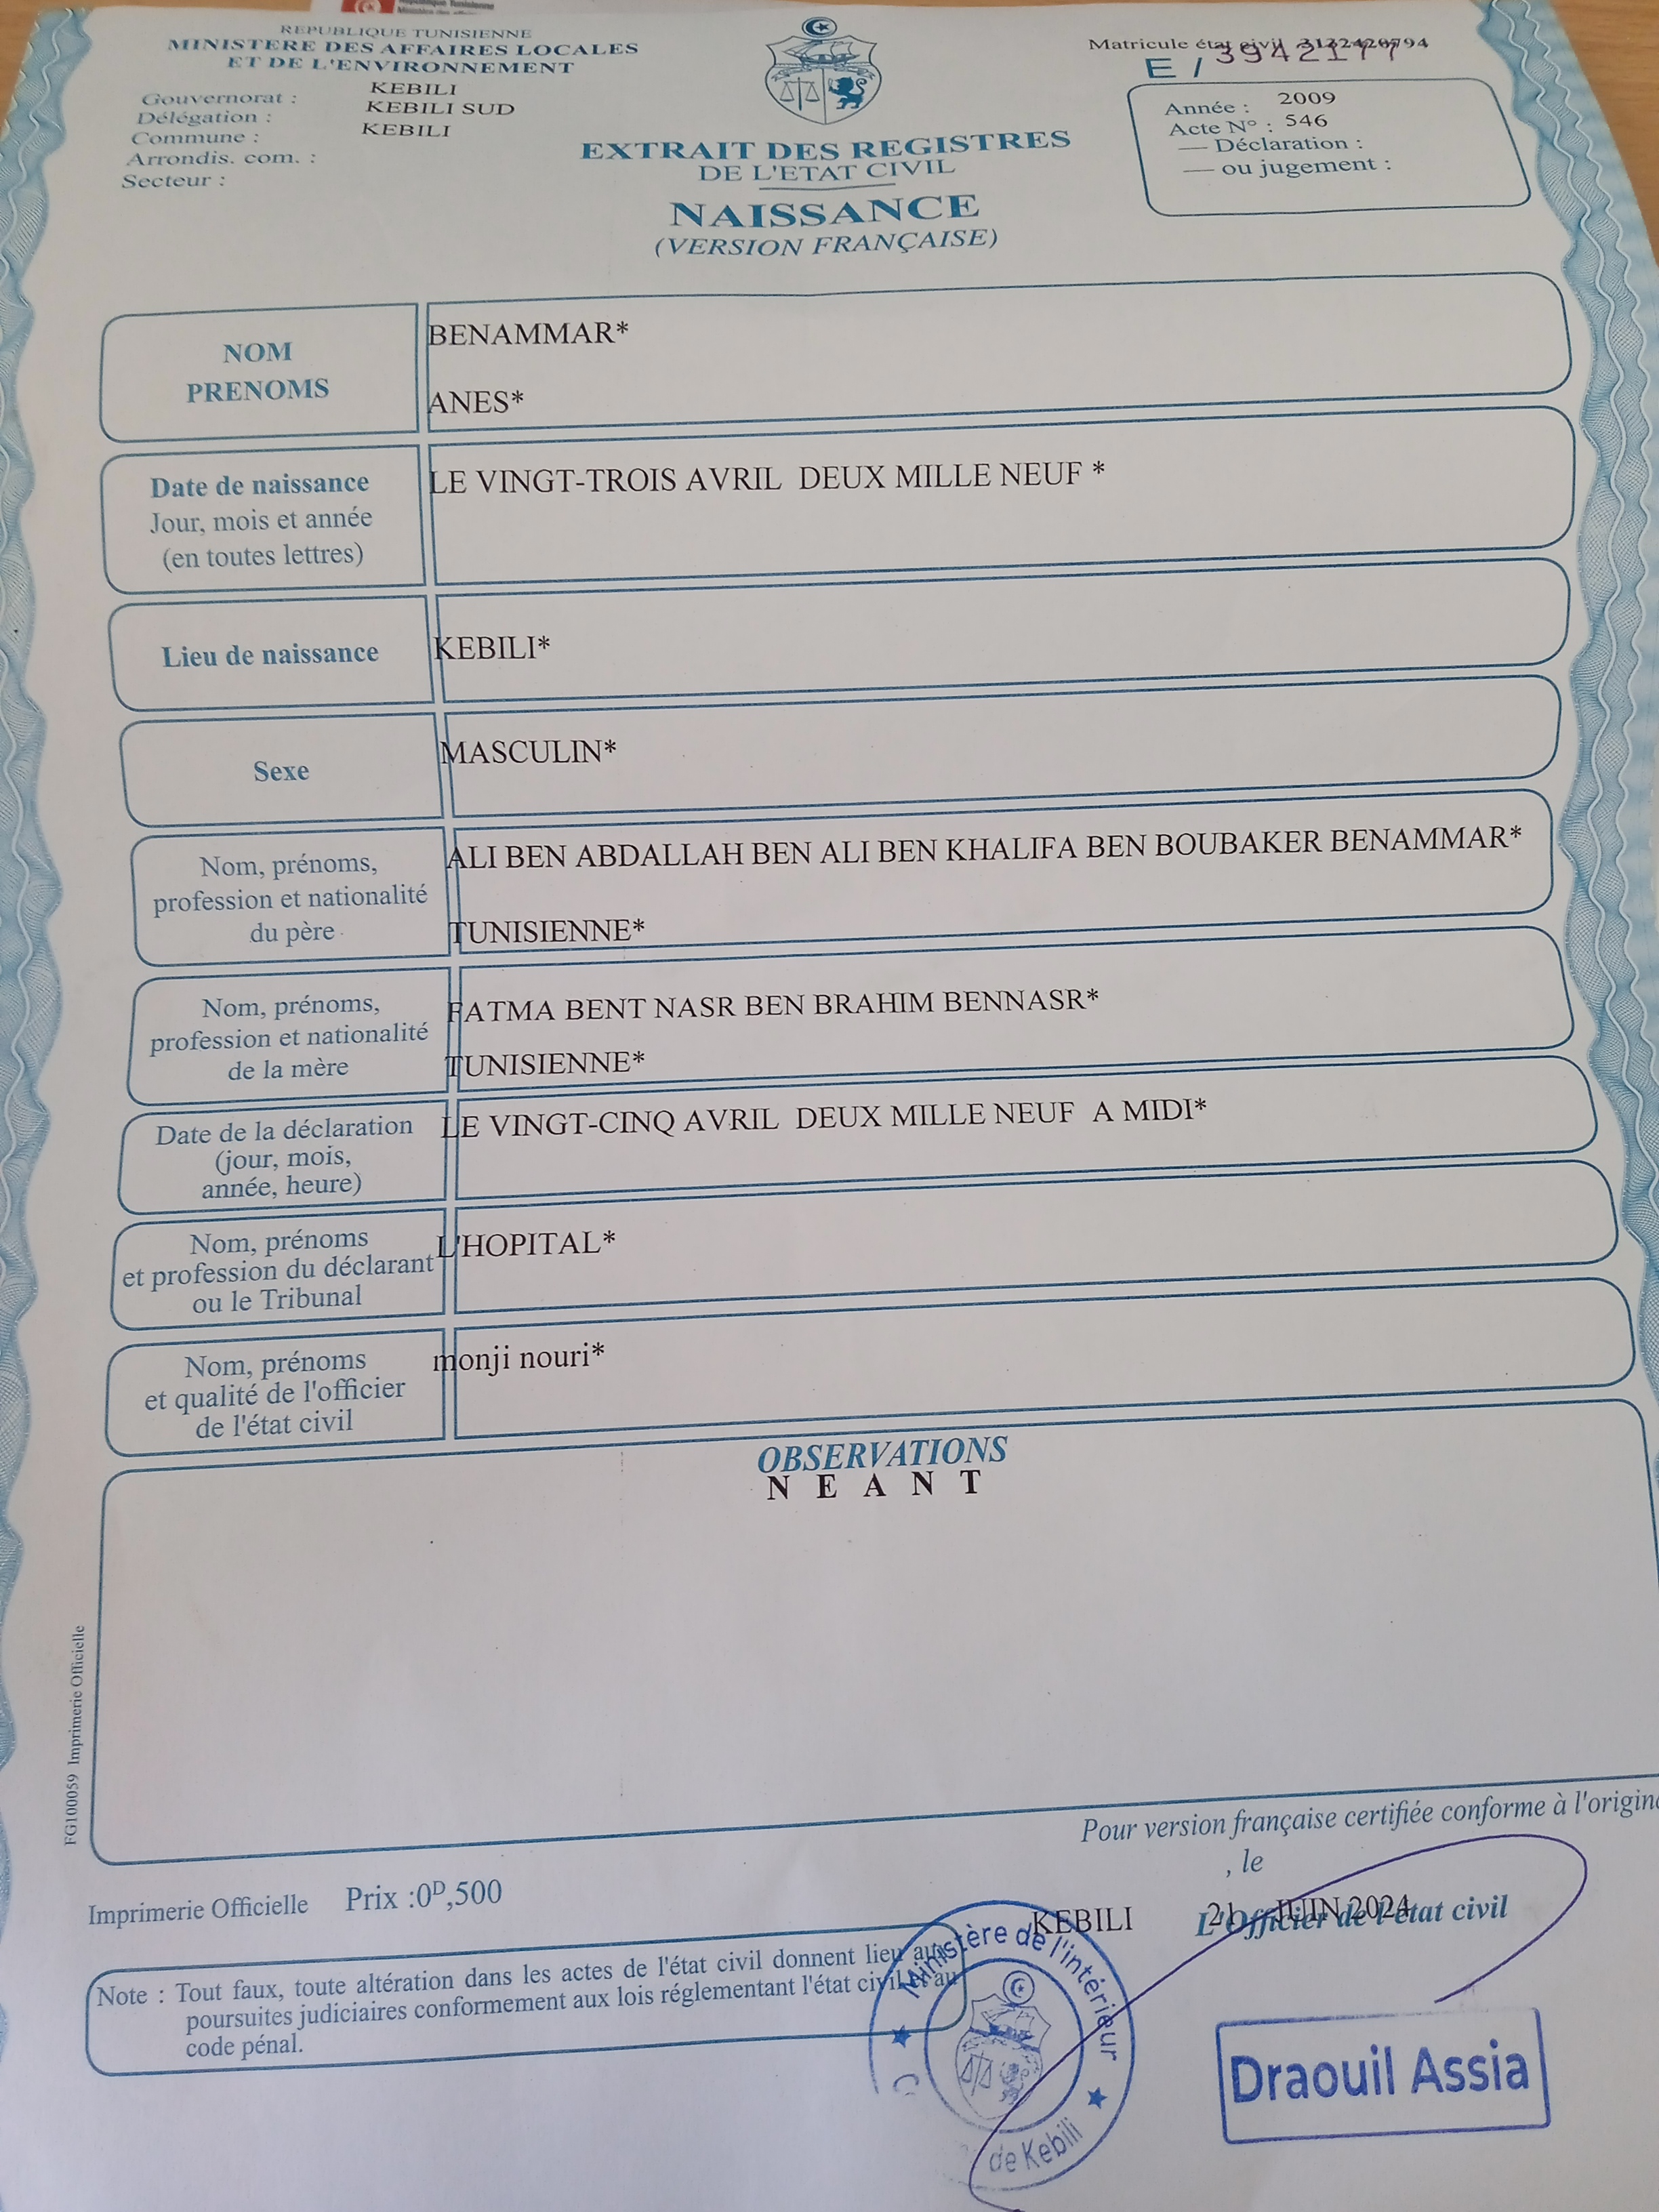 République Tunisienne
REPUBLIQUE TUNISIENNE
MINISTERE DES AFFAIRES LOCALES
ET DE L'ENVIRONNEMENT
Gouvernorat : KEBILI
Délégation : KEBILI SUD
Commune : KEBILI
Arrondis. com. :
Secteur :
EXTRAIT DES REGISTRES
DE L'ETAT CIVIL
NAISSANCE
(VERSION FRANÇAISE)
Matricule état civil
E / 3942177
Année : 2009
Acte N° : 546
— Déclaration :
— ou jugement :
NOM
PRENOMS
BENAMMAR*
ANES*
Date de naissance
Jour, mois et année
(en toutes lettres)
LE VINGT-TROIS AVRIL DEUX MILLE NEUF *
Lieu de naissance
KEBILI*
Sexe
MASCULIN*
Nom, prénoms,
profession et nationalité
du père
ALI BEN ABDALLAH BEN ALI BEN KHALIFA BEN BOUBAKER BENAMMAR*
TUNISIENNE*
Nom, prénoms,
profession et nationalité
de la mère
FATMA BENT NASR BEN BRAHIM BENNASR*
TUNISIENNE*
Date de la déclaration
(jour, mois,
année, heure)
LE VINGT-CINQ AVRIL DEUX MILLE NEUF A MIDI*
Nom, prénoms
et profession du déclarant
ou le Tribunal
L'HOPITAL*
Nom, prénoms
et qualité de l'officier
de l'état civil
monji nouri*
OBSERVATIONS
N E A N T
FG100059 Imprimerie Officielle
Pour version française certifiée conforme à l'origin
, le
KEBILI 21 JUIN 2024
L'Officier de l'état civil
Imprimerie Officielle Prix :0D,500
Note : Tout faux, toute altération dans les actes de l'état civil donnent lieu aux
poursuites judiciaires conformement aux lois réglementant l'état civil et au
code pénal.
Ministère de l'intérieur
de Kebili
Draouil Assia